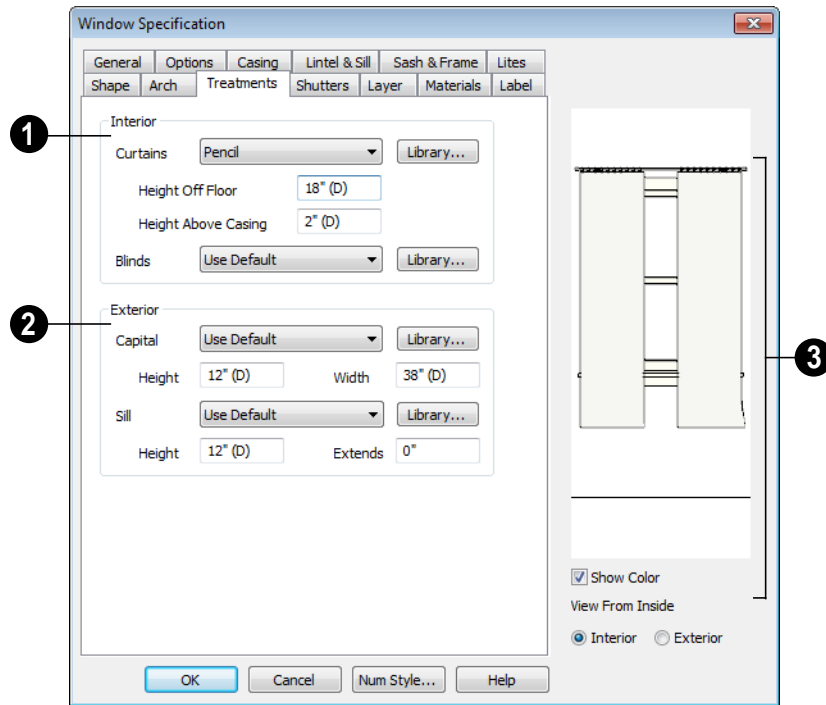 Window Specification
General Options Casing Lintel & Sill Sash & Frame Lites
Shape Arch Treatments Shutters Layer Materials Label
1
Interior
Curtains Pencil Library...
Height Off Floor 18" (D)
Height Above Casing 2" (D)
Blinds Use Default Library...
2
Exterior
Capital Use Default Library...
Height 12" (D) Width 38" (D)
Sill Use Default Library...
Height 12" (D) Extends 0"
3
Show Color
View From Inside
Interior Exterior
OK Cancel Num Style... Help